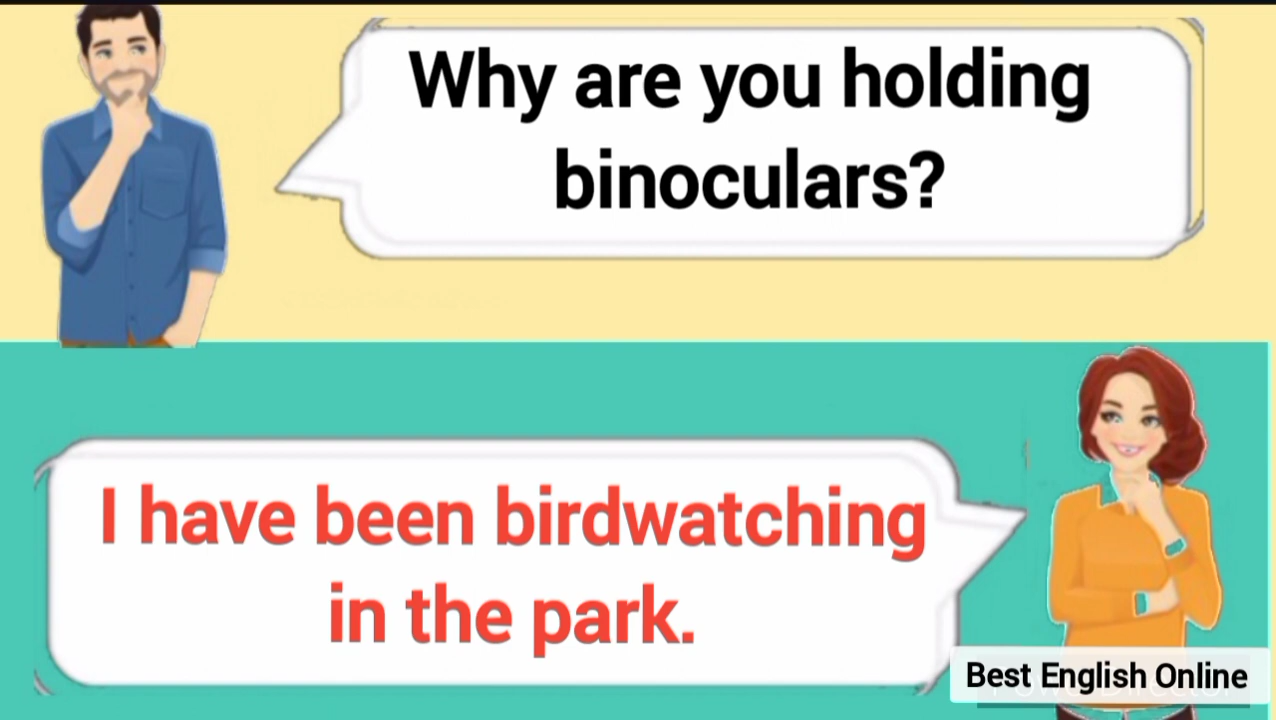 Why are you holding
binoculars?
I have been birdwatching
in the park.
Best English Online